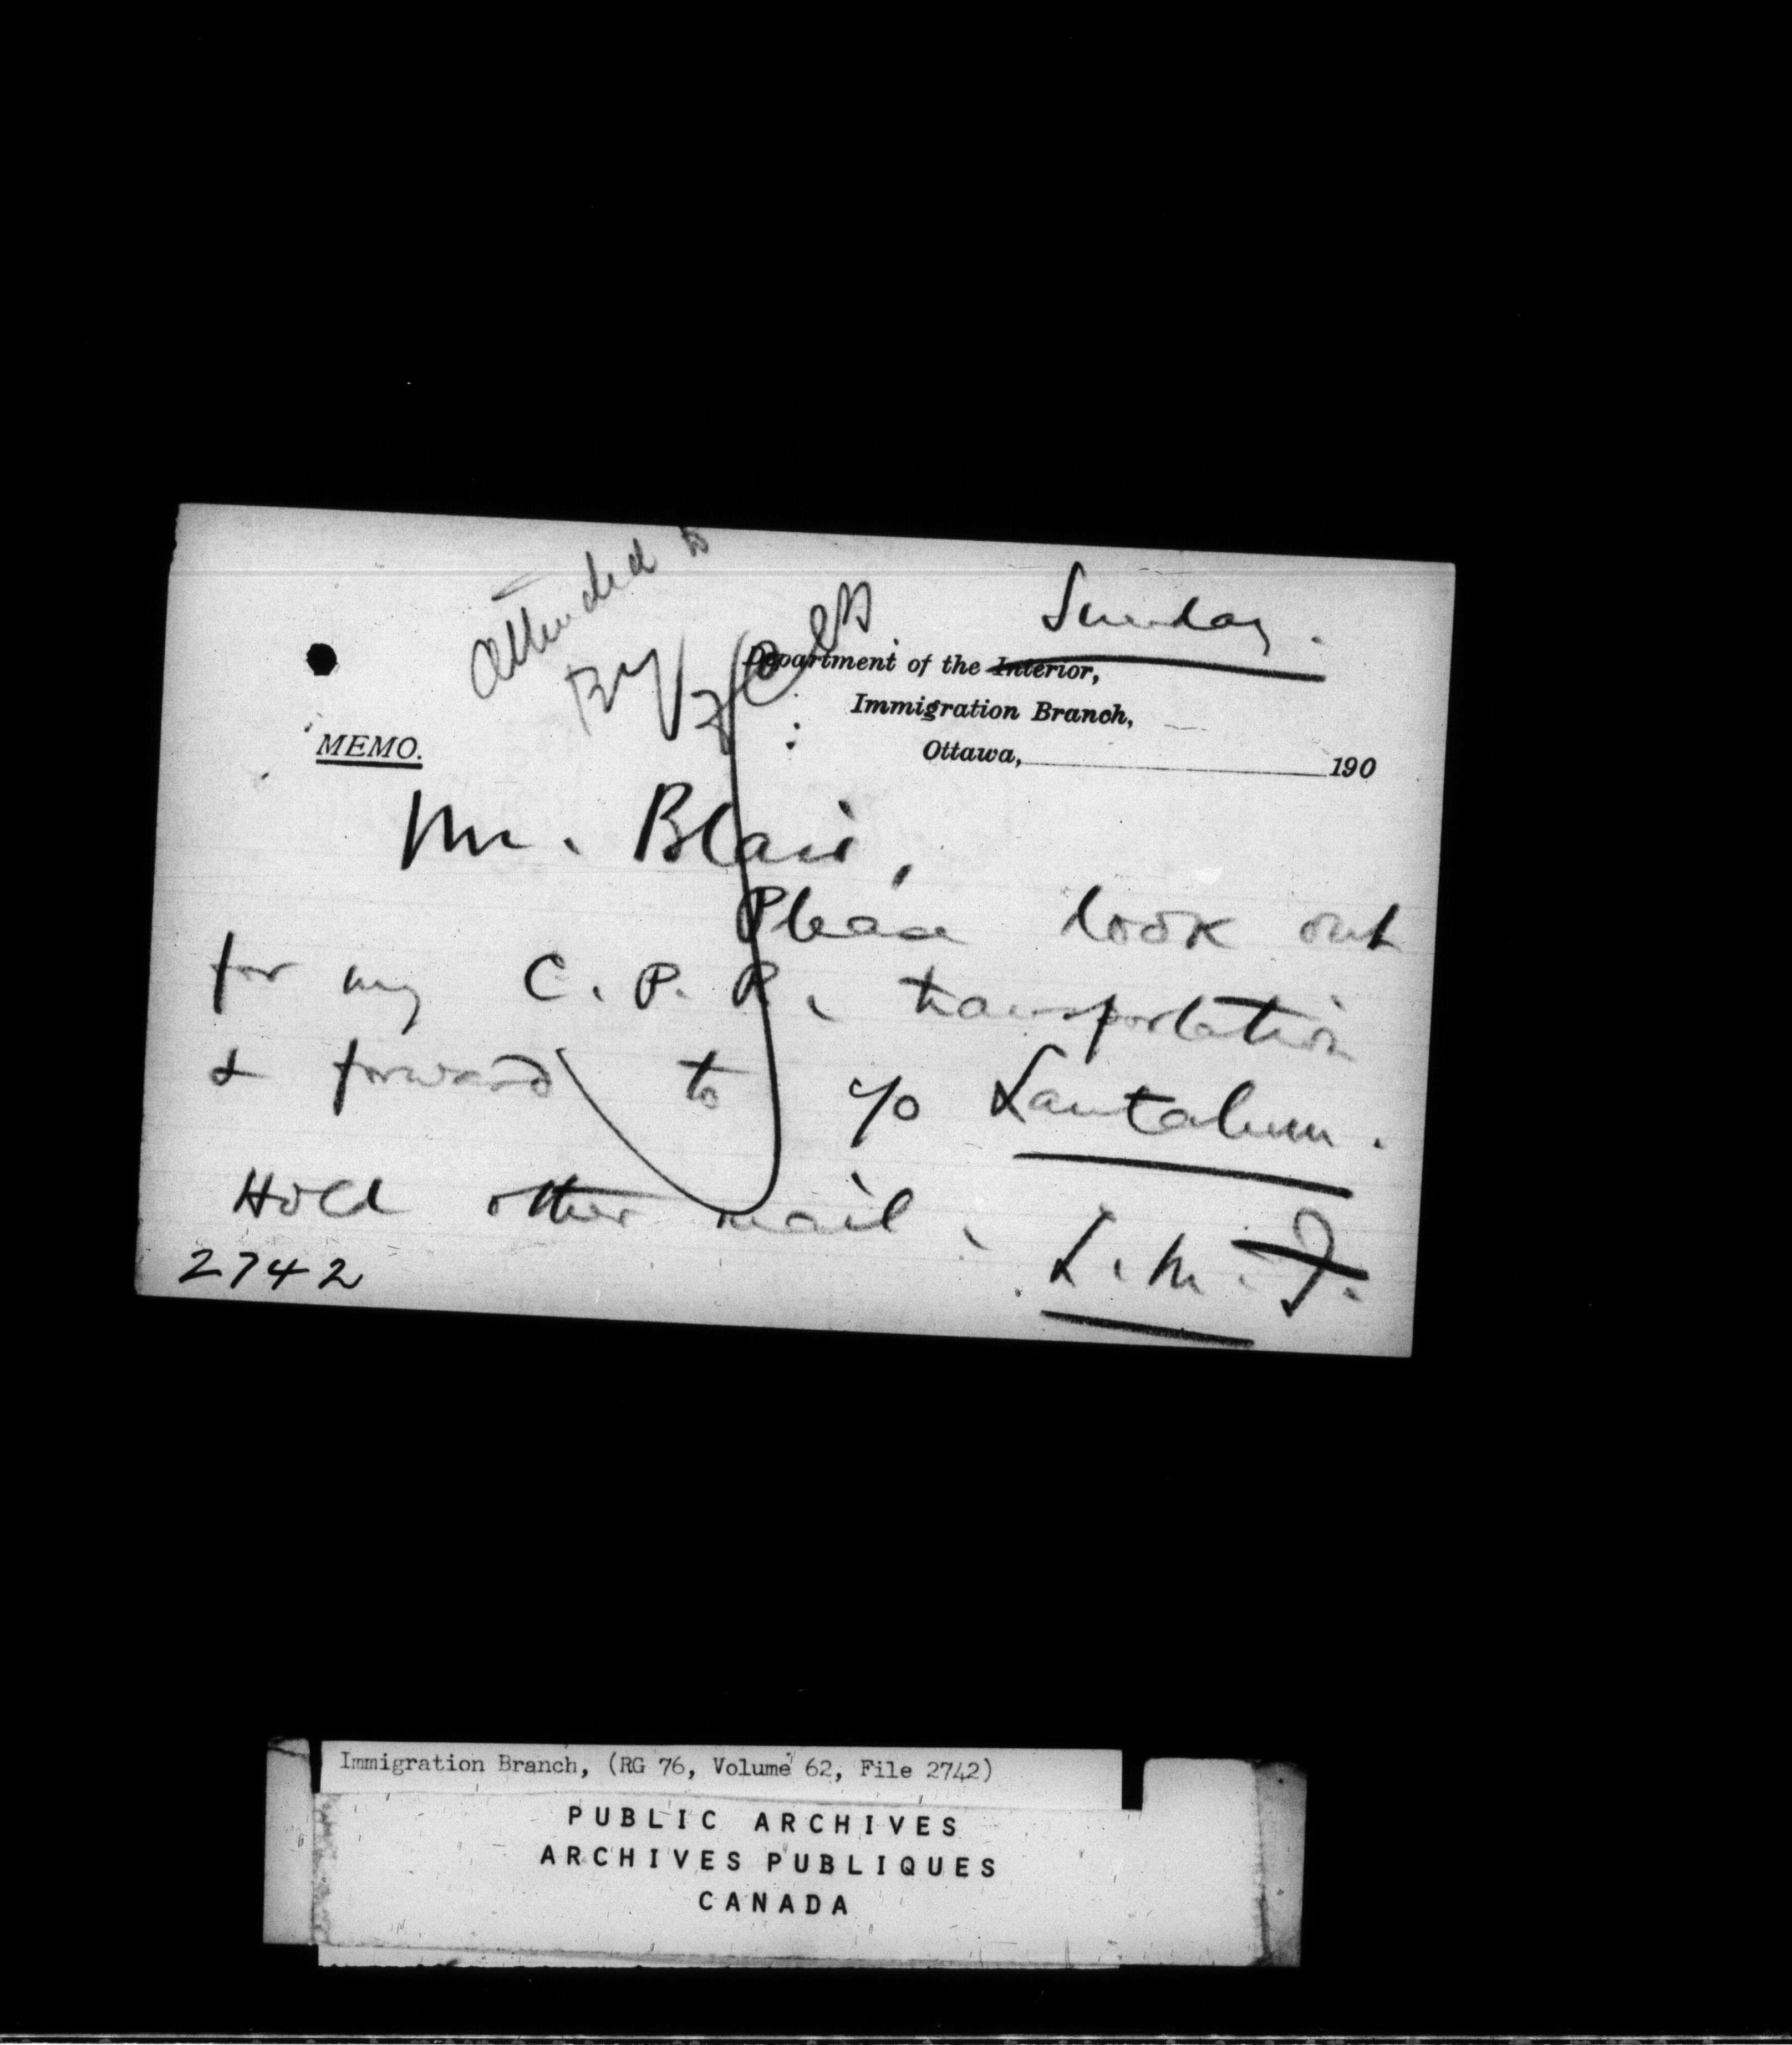 Attended to
By
Sunday.
Department of the Interior,
Immigration Branch,
Ottawa, 190
MEMO.
Mr. Blair,
Please look out
for my C. P. R. transportation
& forward to c/o Lantalum.
Hold other mail. L. M. F.
2742
Immigration Branch, (RG 76, Volume 62, File 2742)
PUBLIC ARCHIVES
ARCHIVES PUBLIQUES
CANADA